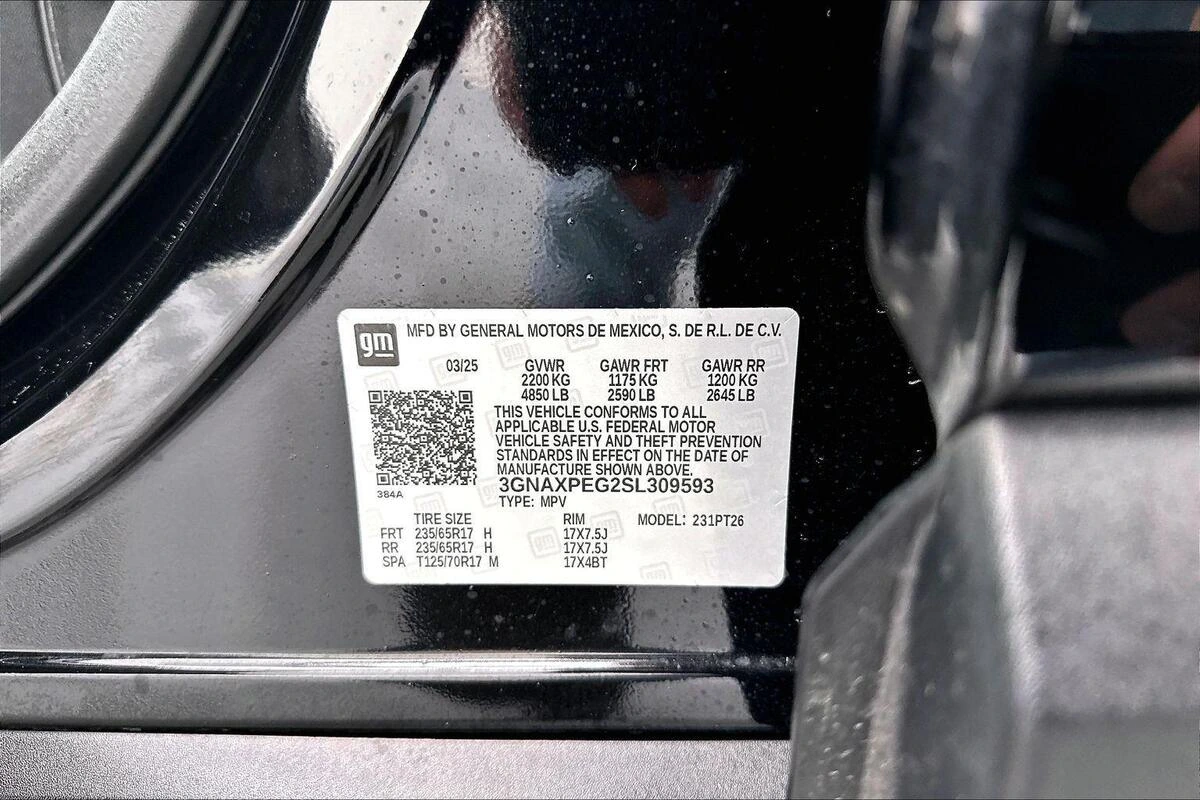 gm MFD BY GENERAL MOTORS DE MEXICO, S. DE R.L. DE C.V.
03/25 GVWR GAWR FRT GAWR RR
2200 KG 1175 KG 1200 KG
4850 LB 2590 LB 2645 LB
THIS VEHICLE CONFORMS TO ALL
APPLICABLE U.S. FEDERAL MOTOR
VEHICLE SAFETY AND THEFT PREVENTION
STANDARDS IN EFFECT ON THE DATE OF
MANUFACTURE SHOWN ABOVE.
3GNAXPEG2SL309593
384A
TYPE: MPV
TIRE SIZE RIM MODEL: 231PT26
FRT 235/65R17 H 17X7.5J
RR 235/65R17 H 17X7.5J
SPA T125/70R17 M 17X4BT